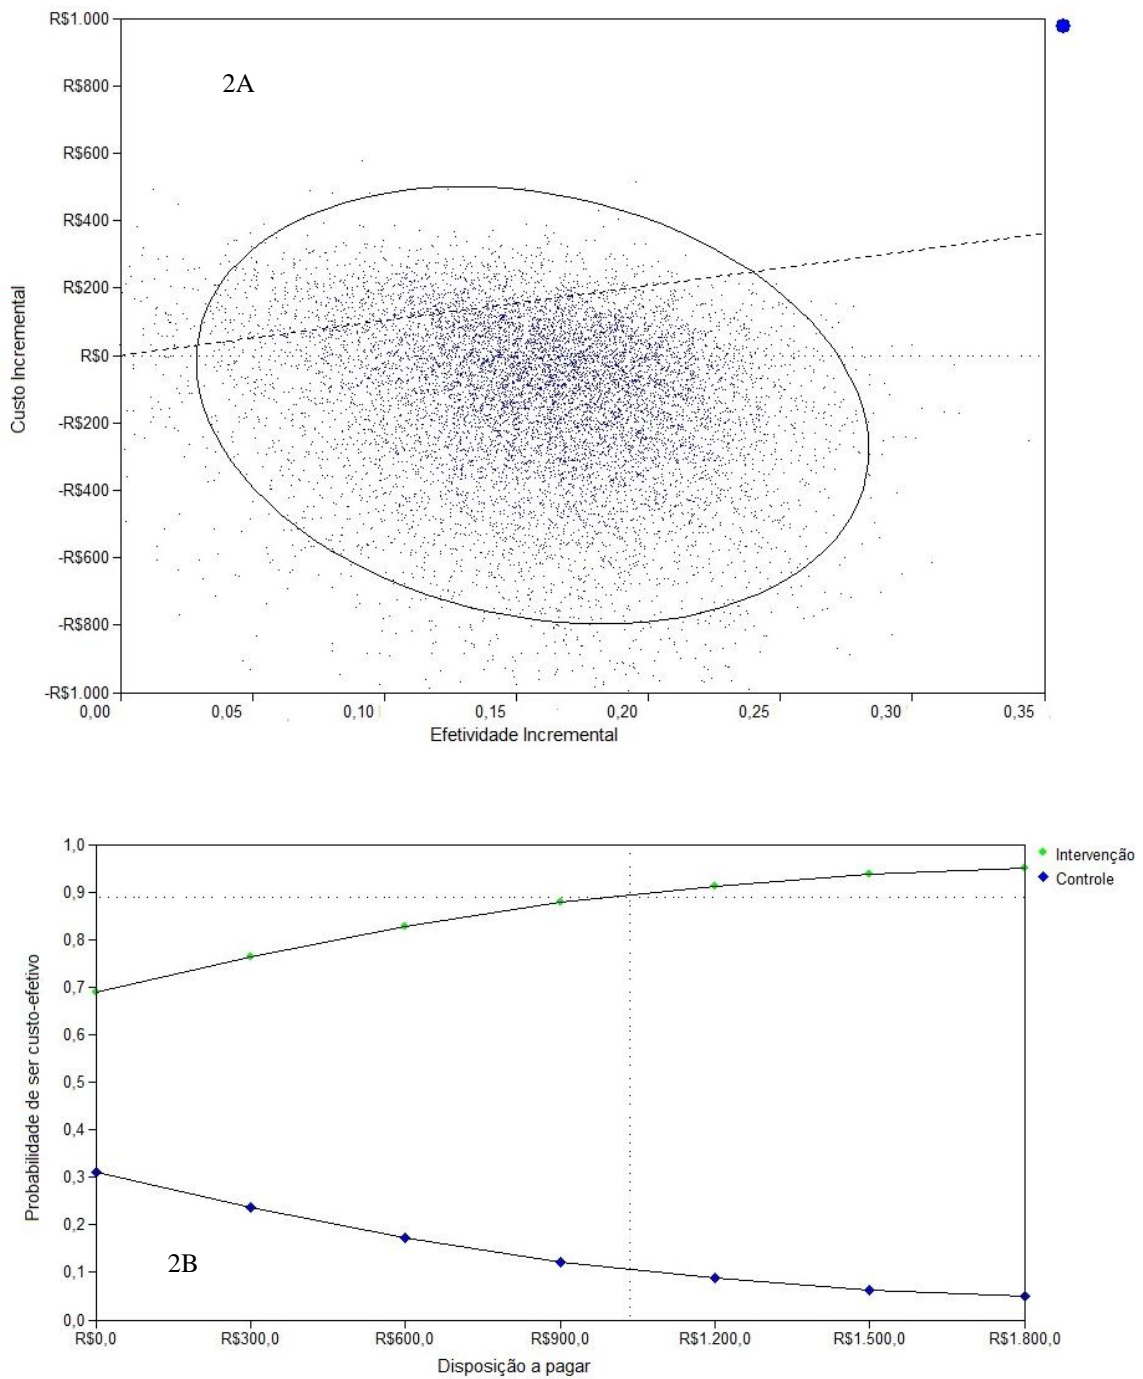 R$1.000
R$800
2A
R$600
R$400
R$200
R$0
-R$200
-R$400
-R$600
-R$800
-R$1.000
Custo Incremental
0,00 0,05 0,10 0,15 0,20 0,25 0,30 0,35
Efetividade Incremental
1,0
Intervenção
Controle
0,9
0,8
0,7
0,6
0,5
0,4
0,3
0,2
2B
0,1
0,0
Probabilidade de ser custo-efetivo
R$0,0 R$300,0 R$600,0 R$900,0 R$1.200,0 R$1.500,0 R$1.800,0
Disposição a pagar